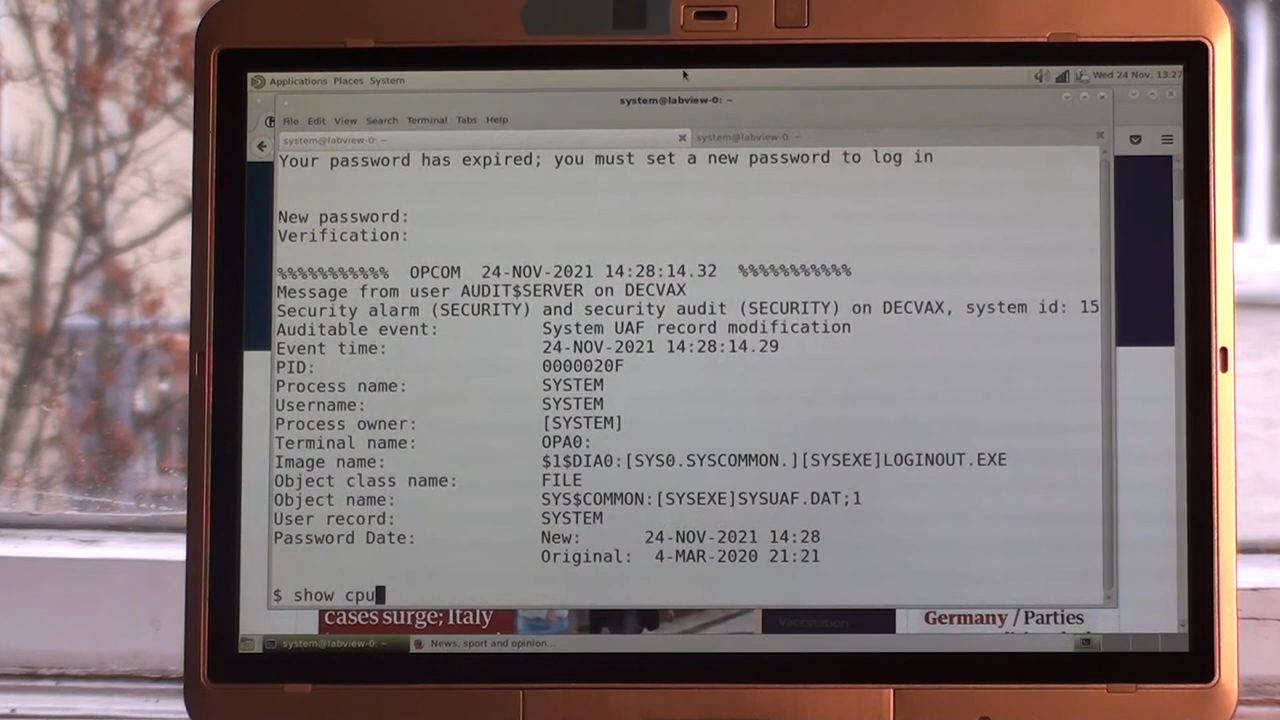 Applications Places System
Wed 24 Nov, 13:27
system@labview-0: ~
File Edit View Search Terminal Tabs Help
system@labview-0: ~
system@labview-0: ~
Your password has expired; you must set a new password to log in
New password:
Verification:
%%%%%%%%%%% OPCOM 24-NOV-2021 14:28:14.32 %%%%%%%%%%%
Message from user AUDIT$SERVER on DECVAX
Security alarm (SECURITY) and security audit (SECURITY) on DECVAX, system id: 15
Auditable event: System UAF record modification
Event time: 24-NOV-2021 14:28:14.29
PID: 0000020F
Process name: SYSTEM
Username: SYSTEM
Process owner: [SYSTEM]
Terminal name: OPA0:
Image name: $1$DIA0:[SYS0.SYSCOMMON.][SYSEXE]LOGINOUT.EXE
Object class name: FILE
Object name: SYS$COMMON:[SYSEXE]SYSUAF.DAT;1
User record: SYSTEM
Password Date: New: 24-NOV-2021 14:28
Original: 4-MAR-2020 21:21
$ show cpu
cases surge; Italy
Vaccination
Germany / Parties
system@labview-0: ~
News, sport and opinion...